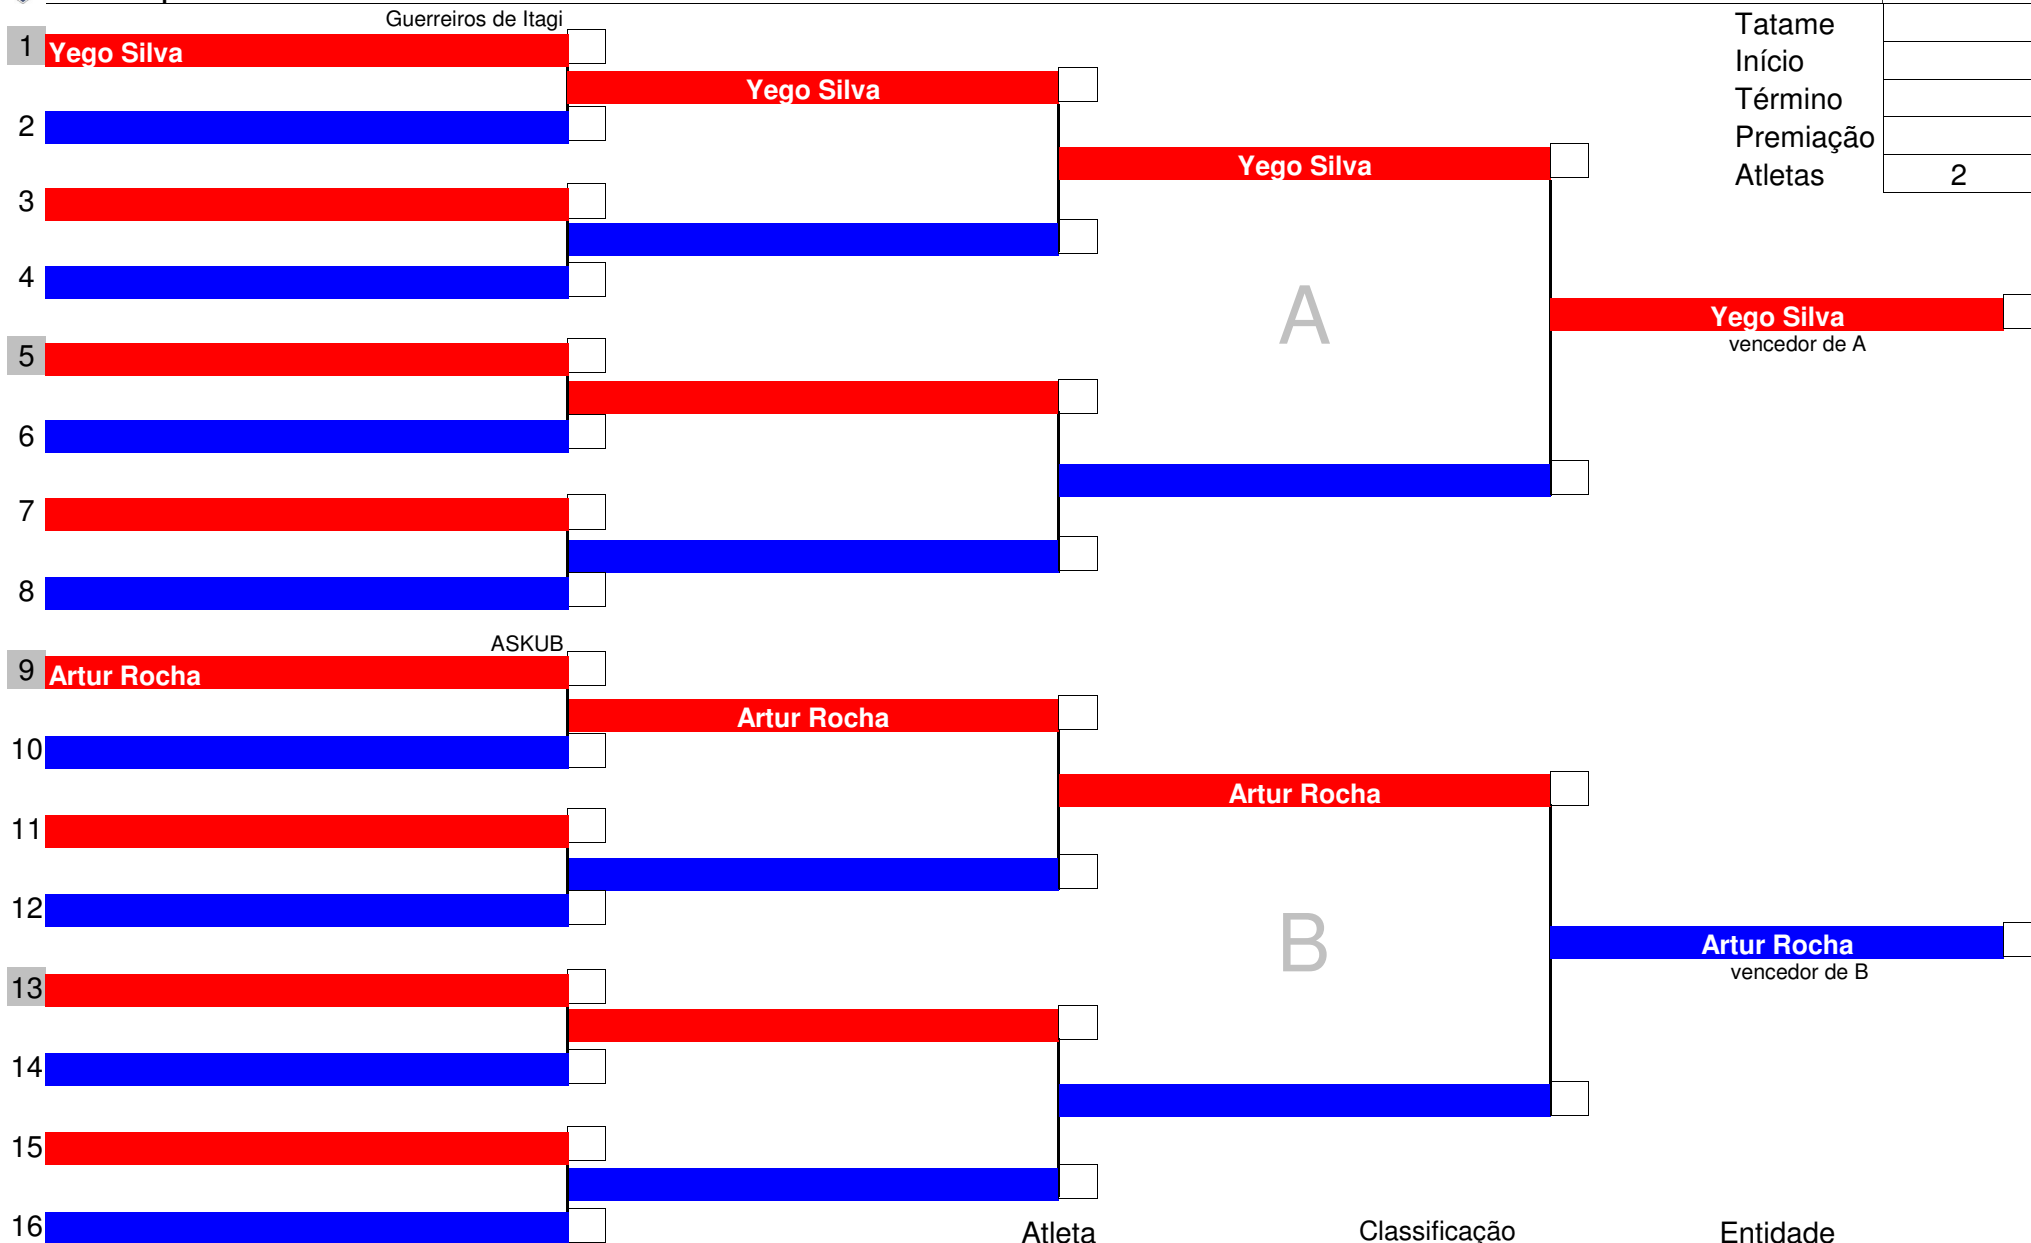 Guerreiros de Itagi
1 Yego Silva
Yego Silva
2
Yego Silva
3
4
Yego Silva
vencedor de A
A
5
6
7
8
ASKUB
9 Artur Rocha
Artur Rocha
10
Artur Rocha
11
12
Artur Rocha
vencedor de B
B
13
14
15
16
Tatame
Início
Término
Premiação
Atletas 2
Atleta Classificação Entidade